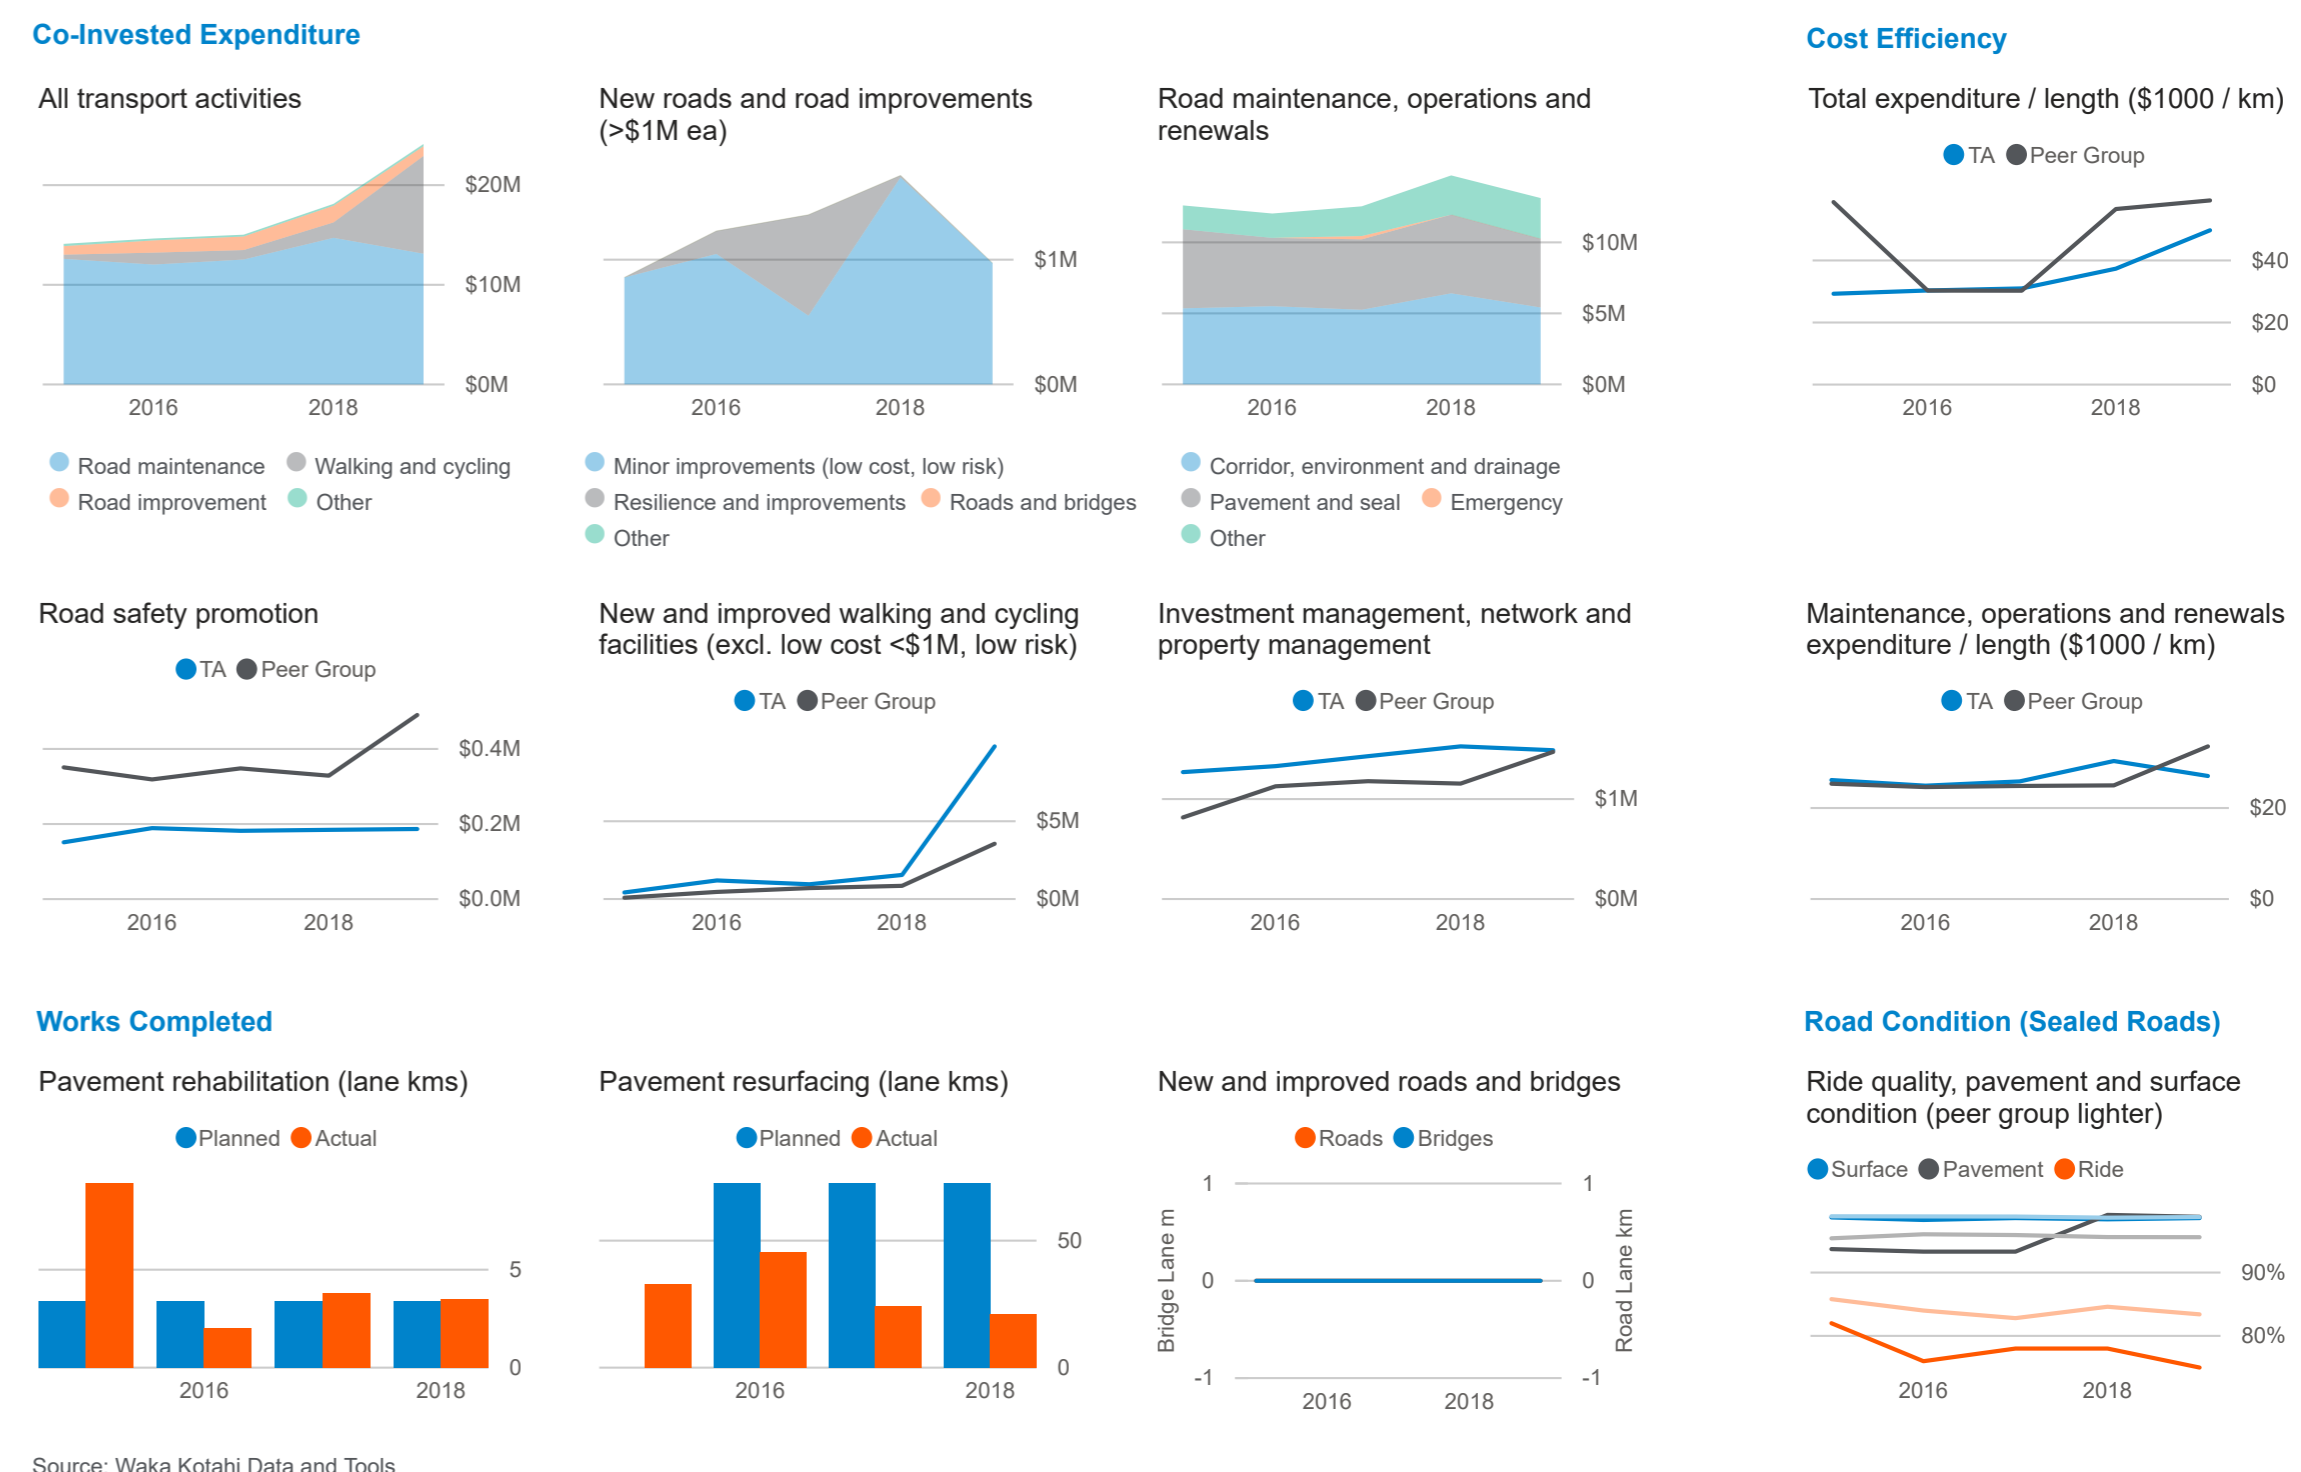 Co-Invested Expenditure
Cost Efficiency
All transport activities
$20M
$10M
$0M
2016 2018
Road maintenance Walking and cycling
Road improvement Other
New roads and road improvements
(>$1M ea)
$1M
$0M
2016 2018
Minor improvements (low cost, low risk)
Resilience and improvements Roads and bridges
Other
Road maintenance, operations and
renewals
$10M
$5M
$0M
2016 2018
Corridor, environment and drainage
Pavement and seal Emergency
Other
Total expenditure / length ($1000 / km)
TA Peer Group
$40
$20
$0
2016 2018
Road safety promotion
TA Peer Group
$0.4M
$0.2M
$0.0M
2016 2018
New and improved walking and cycling
facilities (excl. low cost <$1M, low risk)
TA Peer Group
$5M
$0M
2016 2018
Investment management, network and
property management
TA Peer Group
$1M
$0M
2016 2018
Maintenance, operations and renewals
expenditure / length ($1000 / km)
TA Peer Group
$20
$0
2016 2018
Works Completed
Road Condition (Sealed Roads)
Pavement rehabilitation (lane kms)
Planned Actual
5
0
2016 2018
Pavement resurfacing (lane kms)
Planned Actual
50
0
2016 2018
New and improved roads and bridges
Roads Bridges
Bridge Lane m
1 1
0 0
-1 -1
Road Lane km
2016 2018
Ride quality, pavement and surface
condition (peer group lighter)
Surface Pavement Ride
90%
80%
2016 2018
Source: Waka Kotahi Data and Tools